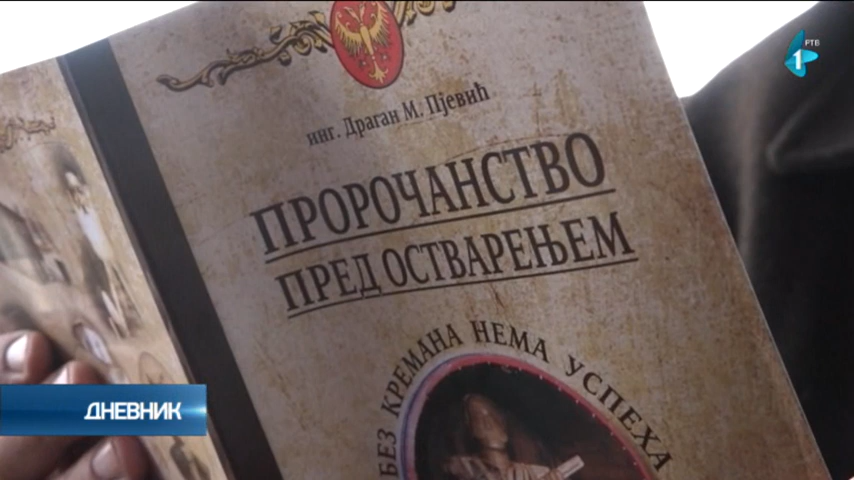 РТВ
1
инг. Драган М. Пјевић
ПРОРОЧАНСТВО
ПРЕД ОСТВАРЕЊЕМ
БЕЗ КРЕМАНА НЕМА УСПЕХА
ДНЕВНИК